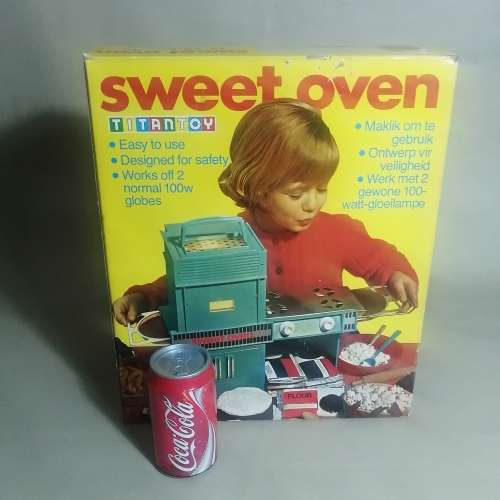 sweet oven
TITANTOY
• Easy to use
• Designed for safety
• Works off 2
normal 100w
globes
• Maklik om te
gebruik
• Ontwerp vir
veiligheid
• Werk met 2
gewone 100-
watt-gloeilampe
FLOUR
Coca-Cola